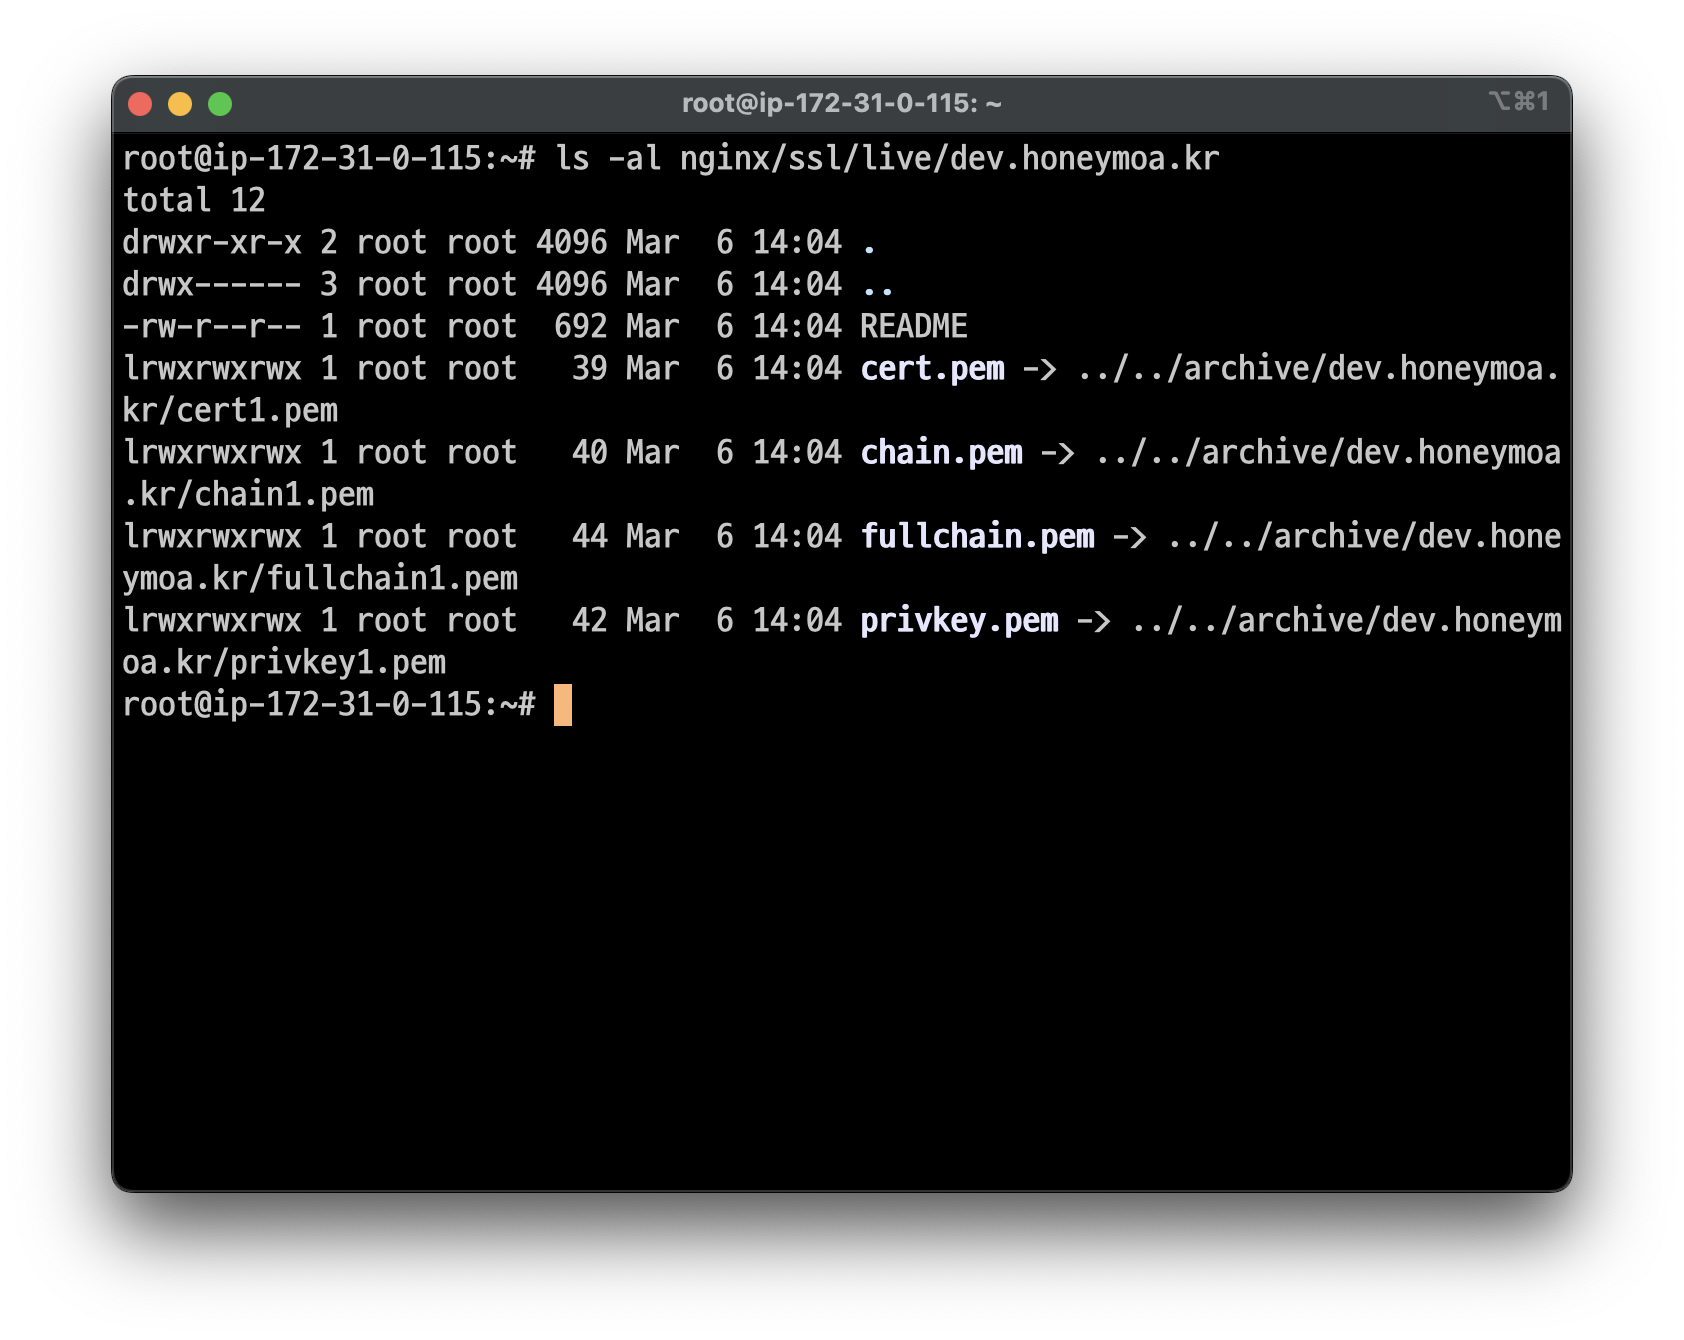 root@ip-172-31-0-115: ~
⌥⌘1
root@ip-172-31-0-115:~# ls -al nginx/ssl/live/dev.honeymoa.kr
total 12
drwxr-xr-x 2 root root 4096 Mar  6 14:04 .
drwx------ 3 root root 4096 Mar  6 14:04 ..
-rw-r--r-- 1 root root  692 Mar  6 14:04 README
lrwxrwxrwx 1 root root   39 Mar  6 14:04 cert.pem -> ../../archive/dev.honeymoa.
kr/cert1.pem
lrwxrwxrwx 1 root root   40 Mar  6 14:04 chain.pem -> ../../archive/dev.honeymoa
.kr/chain1.pem
lrwxrwxrwx 1 root root   44 Mar  6 14:04 fullchain.pem -> ../../archive/dev.hone
ymoa.kr/fullchain1.pem
lrwxrwxrwx 1 root root   42 Mar  6 14:04 privkey.pem -> ../../archive/dev.honeym
oa.kr/privkey1.pem
root@ip-172-31-0-115:~#